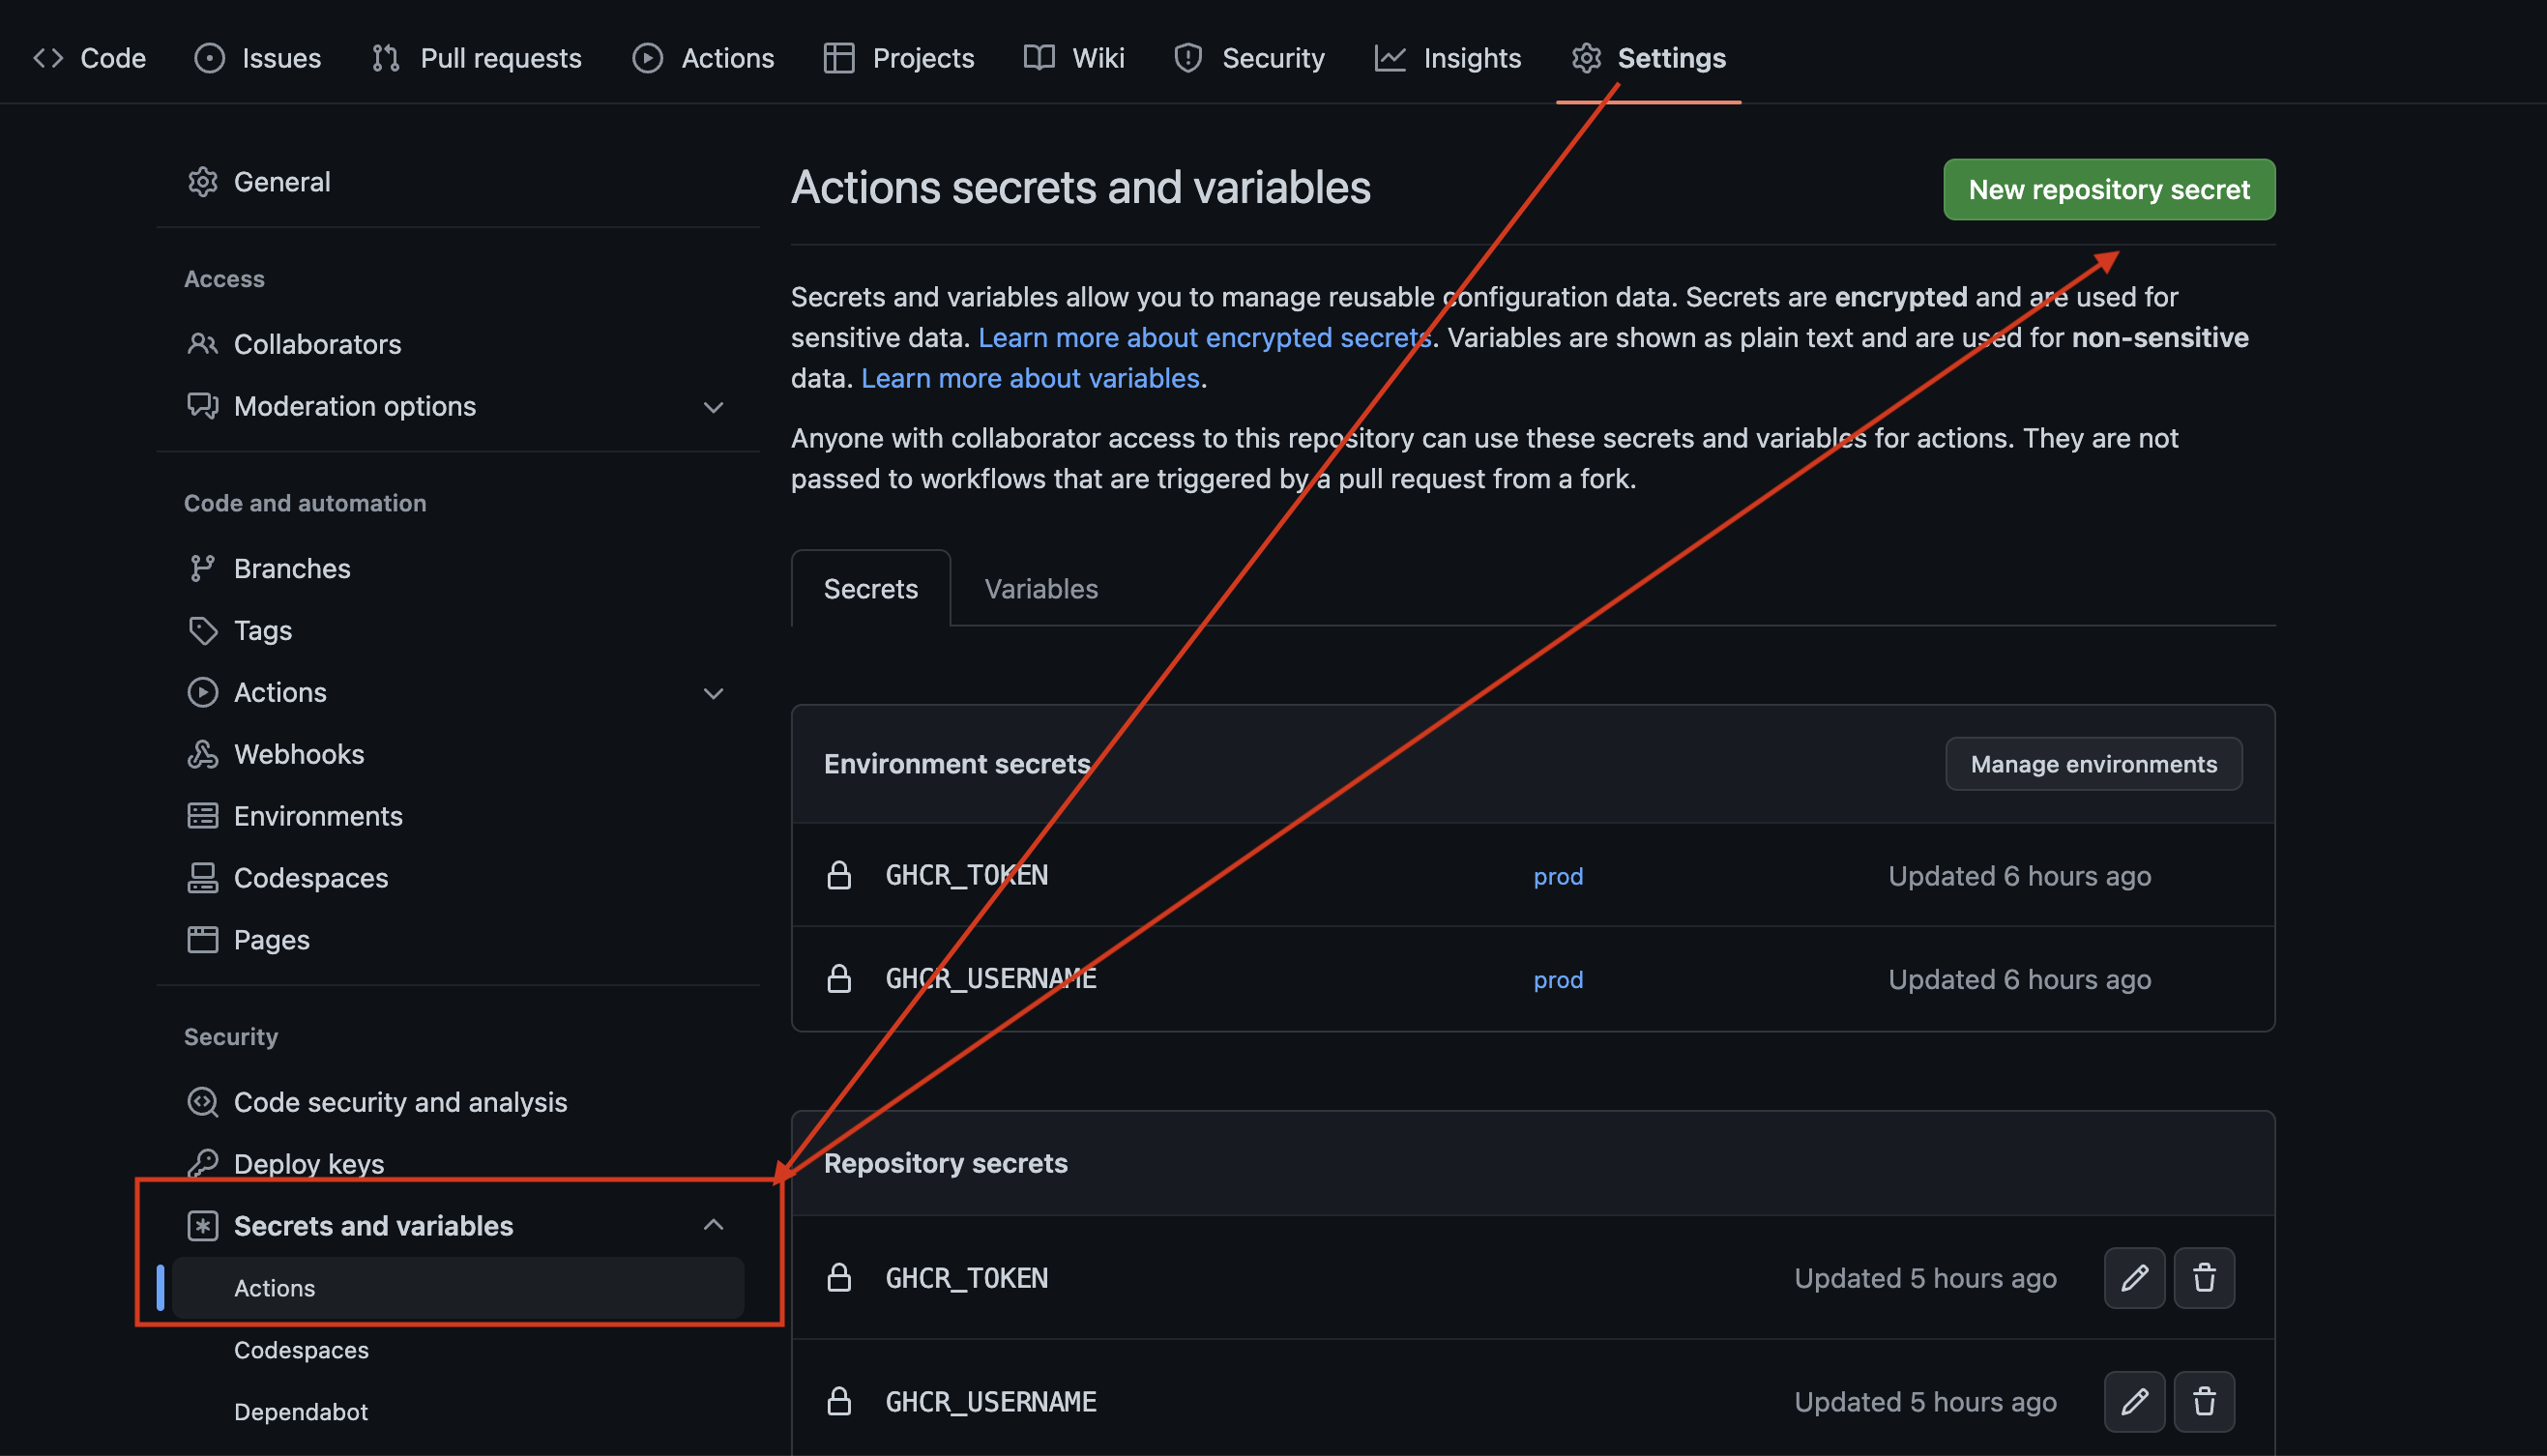 Code Issues Pull requests Actions Projects Wiki Security Insights Settings
General
Access
Collaborators
Moderation options
Code and automation
Branches
Tags
Actions
Webhooks
Environments
Codespaces
Pages
Security
Code security and analysis
Deploy keys
Secrets and variables
Actions
Codespaces
Dependabot
Actions secrets and variables
New repository secret
Secrets and variables allow you to manage reusable configuration data. Secrets are encrypted and are used for
sensitive data. Learn more about encrypted secrets. Variables are shown as plain text and are used for non-sensitive
data. Learn more about variables.
Anyone with collaborator access to this repository can use these secrets and variables for actions. They are not
passed to workflows that are triggered by a pull request from a fork.
Secrets Variables
Environment secrets Manage environments
GHCR_TOKEN prod Updated 6 hours ago
GHCR_USERNAME prod Updated 6 hours ago
Repository secrets
GHCR_TOKEN Updated 5 hours ago
GHCR_USERNAME Updated 5 hours ago